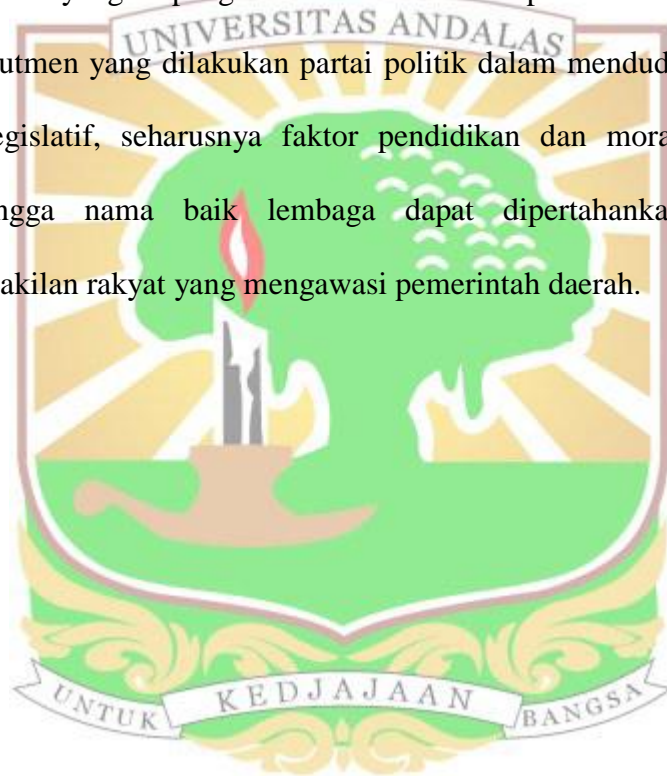 yang
UNIVERSITAS ANDALAS
utmen yang dilakukan partai politik dalam mendud
egislatif, seharusnya faktor pendidikan dan mora
ngga nama baik lembaga dapat dipertahanka
akilan rakyat yang mengawasi pemerintah daerah.
UNTUK KEDJAJAAN BANGSA